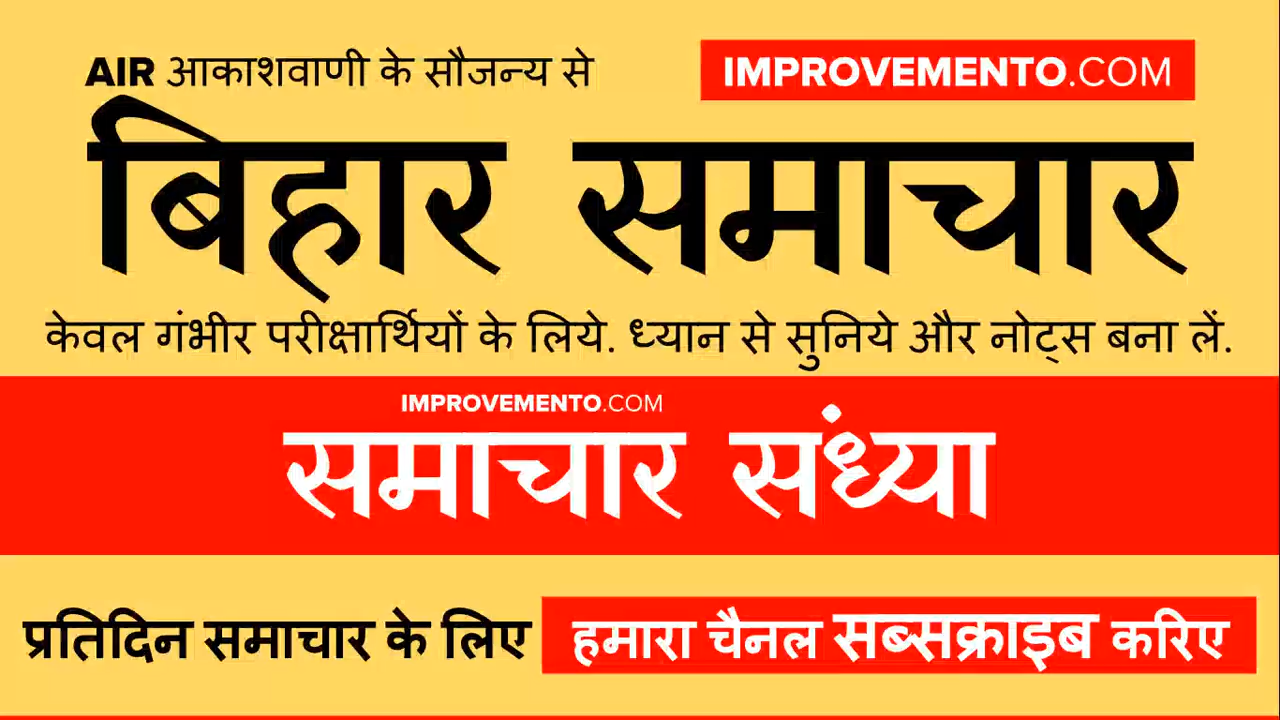 AIR आकाशवाणी के सौजन्य से
IMPROVEMENTO.COM
बिहार समाचार
केवल गंभीर परीक्षार्थियों के लिये. ध्यान से सुनिये और नोट्स बना लें.
IMPROVEMENTO.COM
समाचार संध्या
प्रतिदिन समाचार के लिए
हमारा चैनल सब्सक्राइब करिए